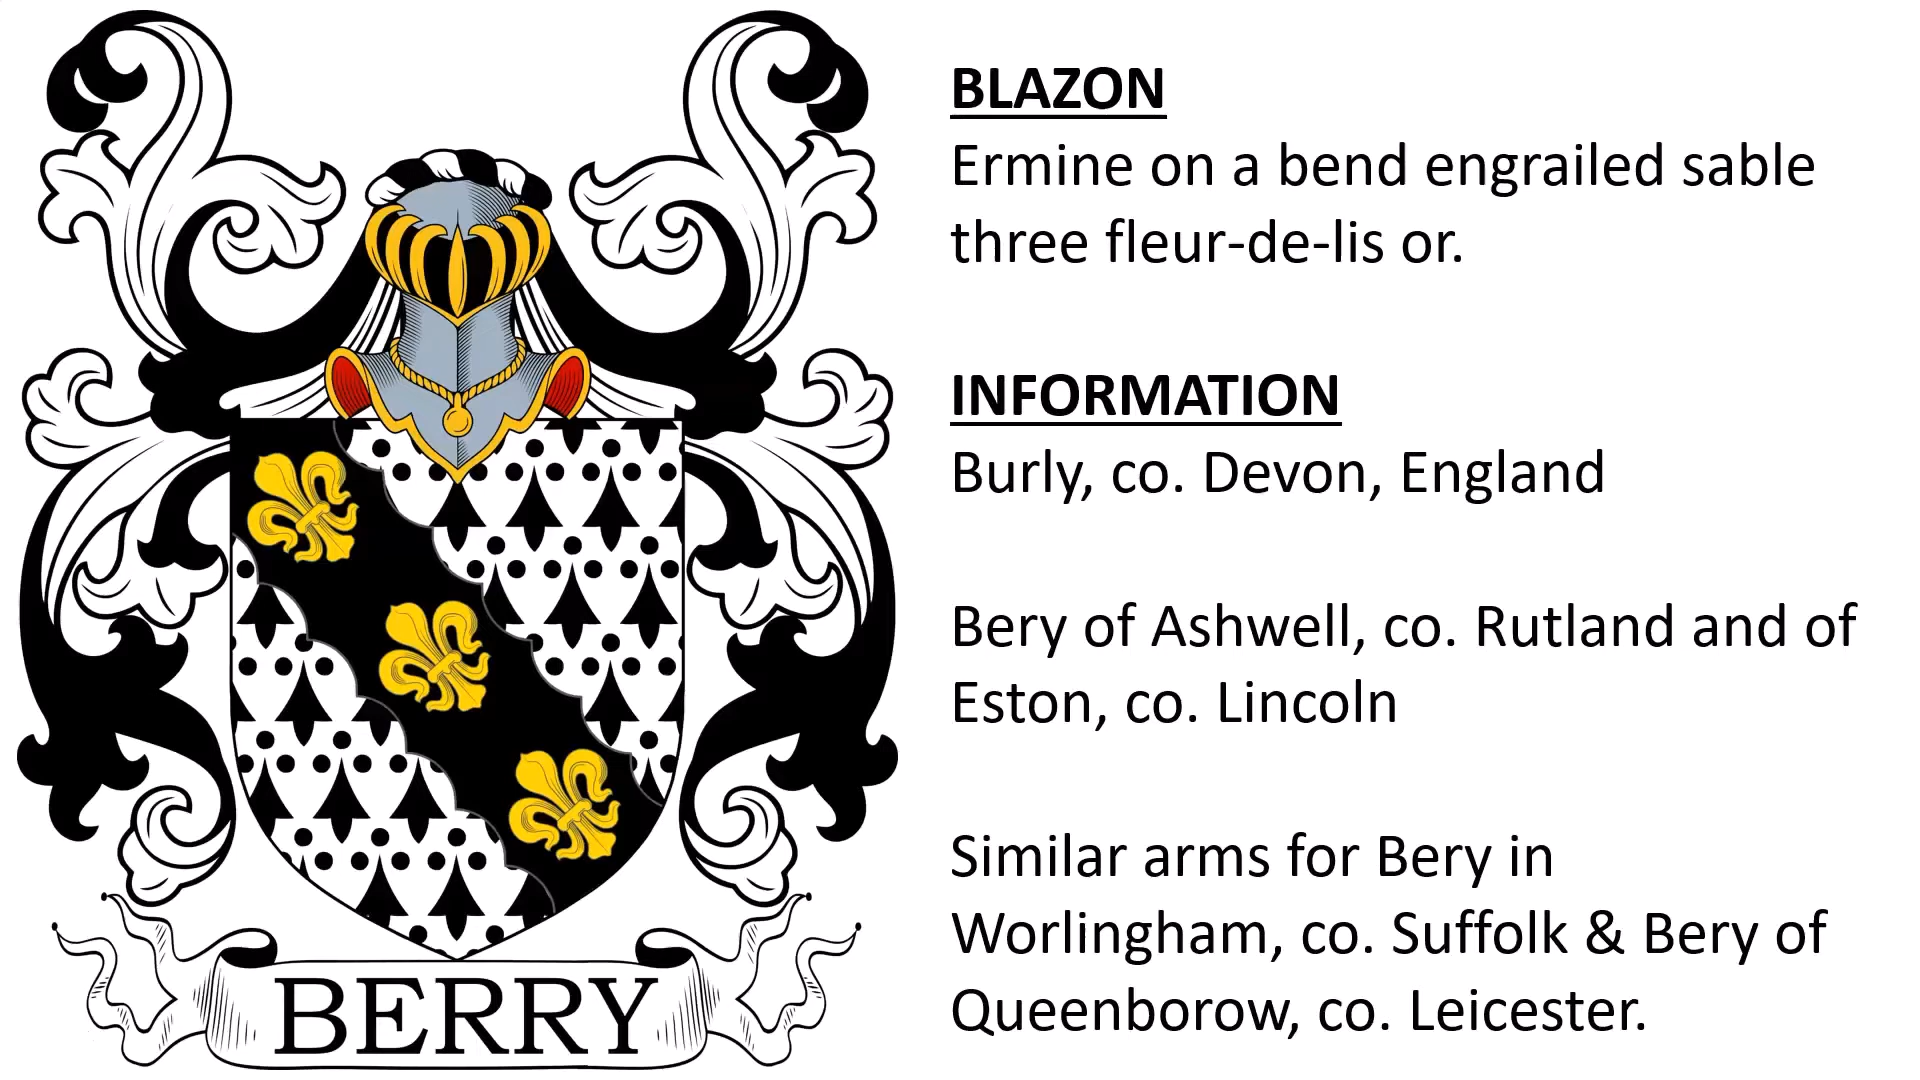 BLAZON
Ermine on a bend engrailed sable
three fleur-de-lis or.
INFORMATION
Burly, co. Devon, England
Bery of Ashwell, co. Rutland and of
Eston, co. Lincoln
Similar arms for Bery in
Worlingham, co. Suffolk & Bery of
Queenborow, co. Leicester.
BERRY